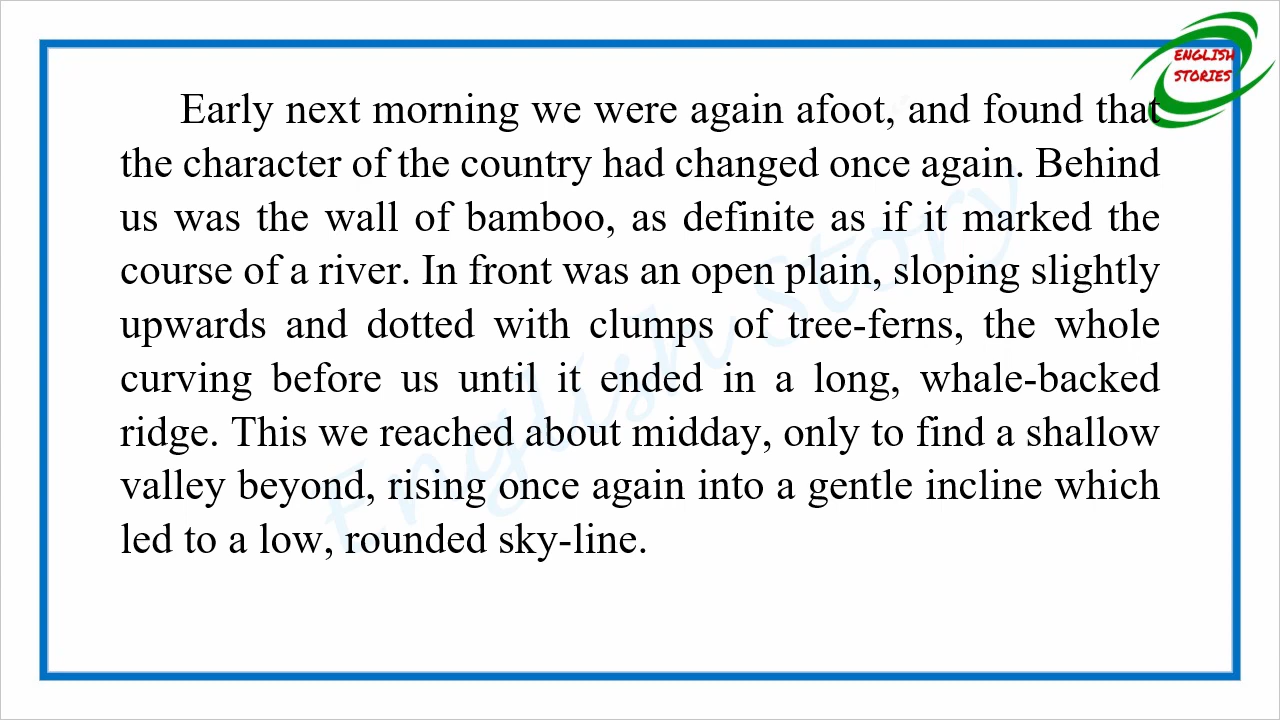 ENGLISH
STORIES
Early next morning we were again afoot, and found that
the character of the country had changed once again. Behind
us was the wall of bamboo, as definite as if it marked the
course of a river. In front was an open plain, sloping slightly
upwards and dotted with clumps of tree-ferns, the whole
curving before us until it ended in a long, whale-backed
ridge. This we reached about midday, only to find a shallow
valley beyond, rising once again into a gentle incline which
led to a low, rounded sky-line.
English Story